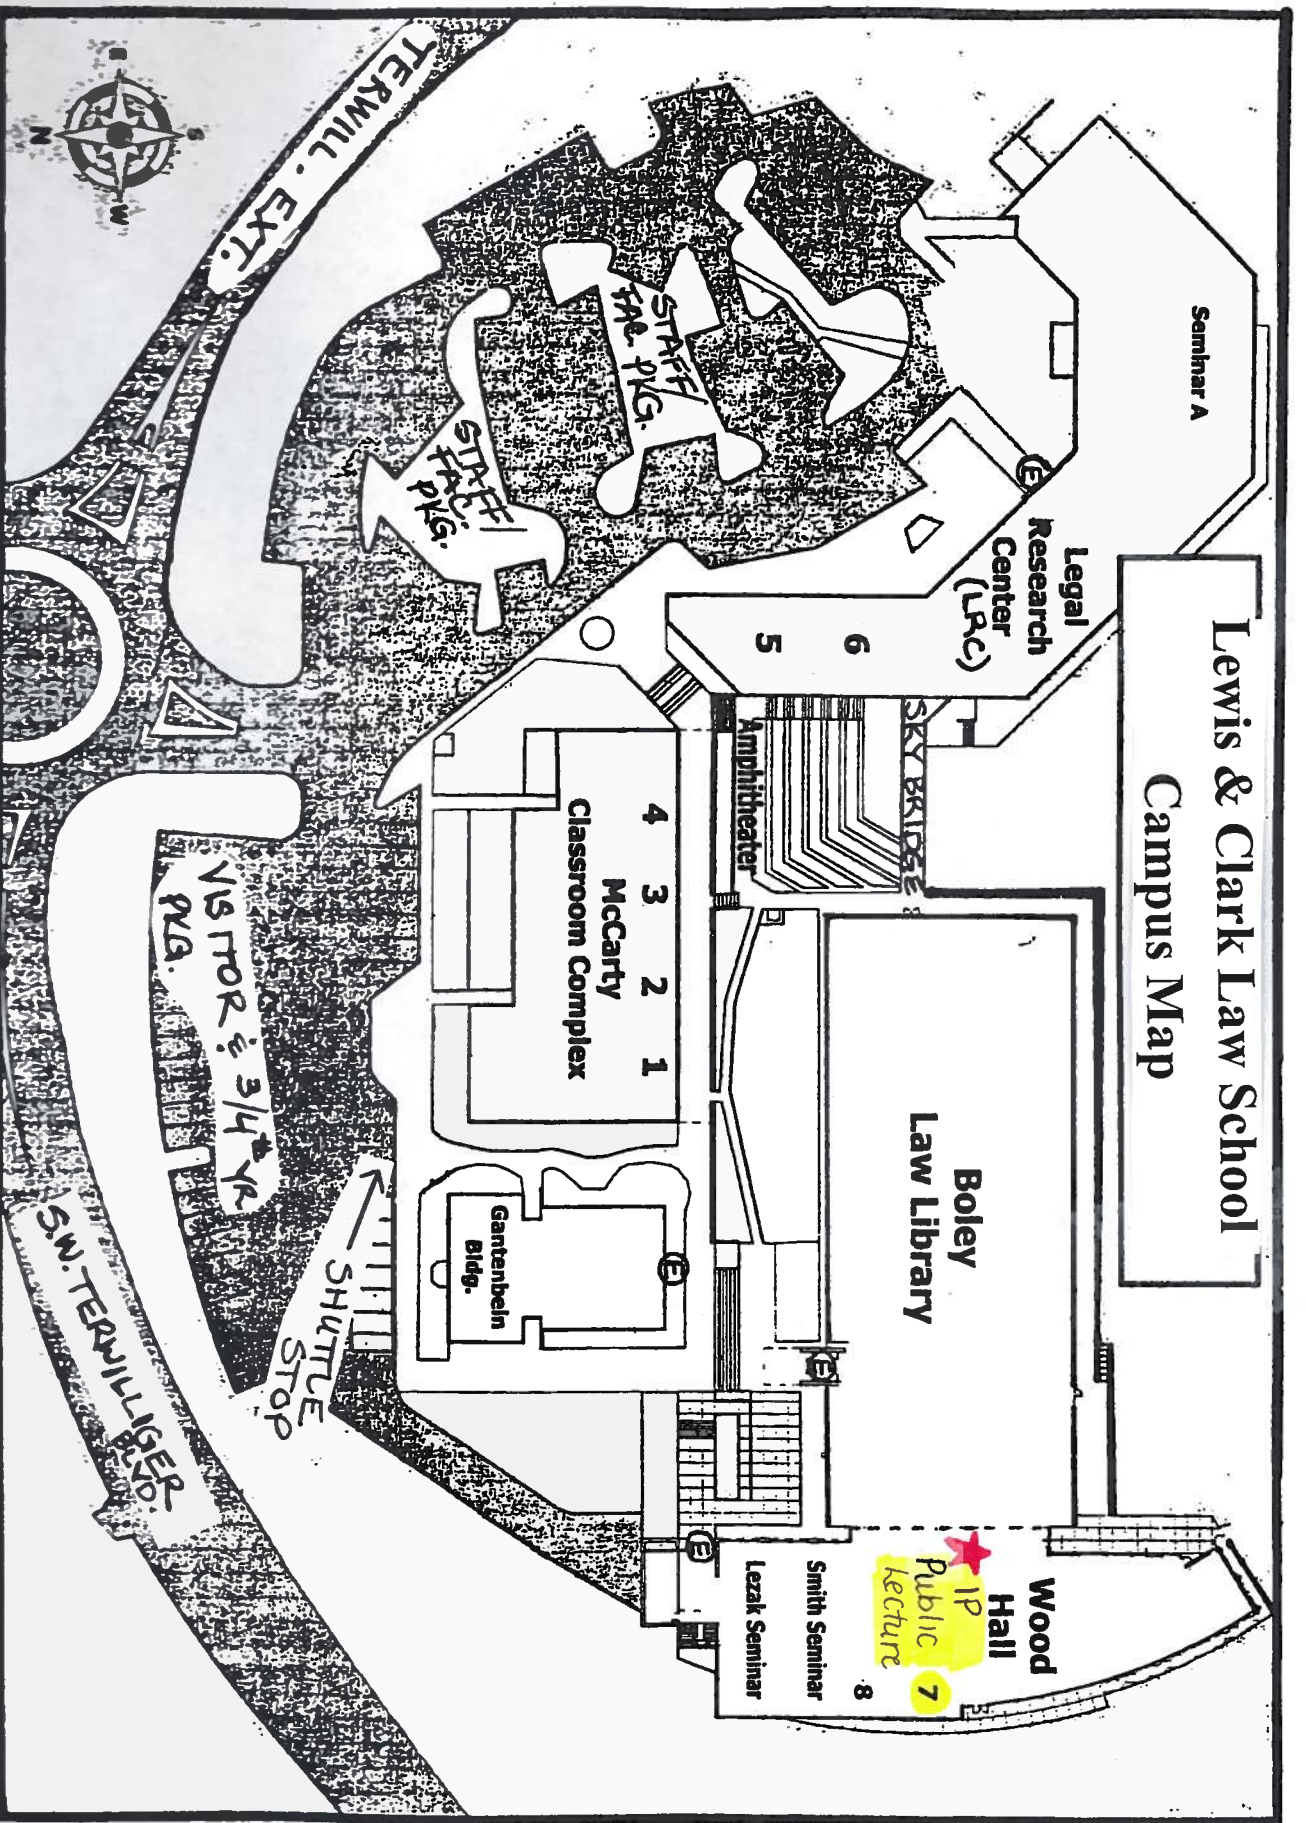 Lewis & Clark Law School
Campus Map
Seminar A
Legal
Research
Center
(LRC)
E
6
5
SKY BRIDGE
Amphitheater
4 3 2 1
McCarty
Classroom Complex
Boley
Law Library
E
Gantenbein
Bldg.
E
Wood
Hall
IP
Public
Lecture
7
8
Smith Seminar
Lezak Seminar
E
STAFF/
FAC PKG.
STAFF/
FAC.
PKG.
TERWILL. EXT.
VISITOR & 3/4th YR
PKG.
SHUTTLE
STOP
S.W. TERWILLIGER
BLVD.
E
S
N
W